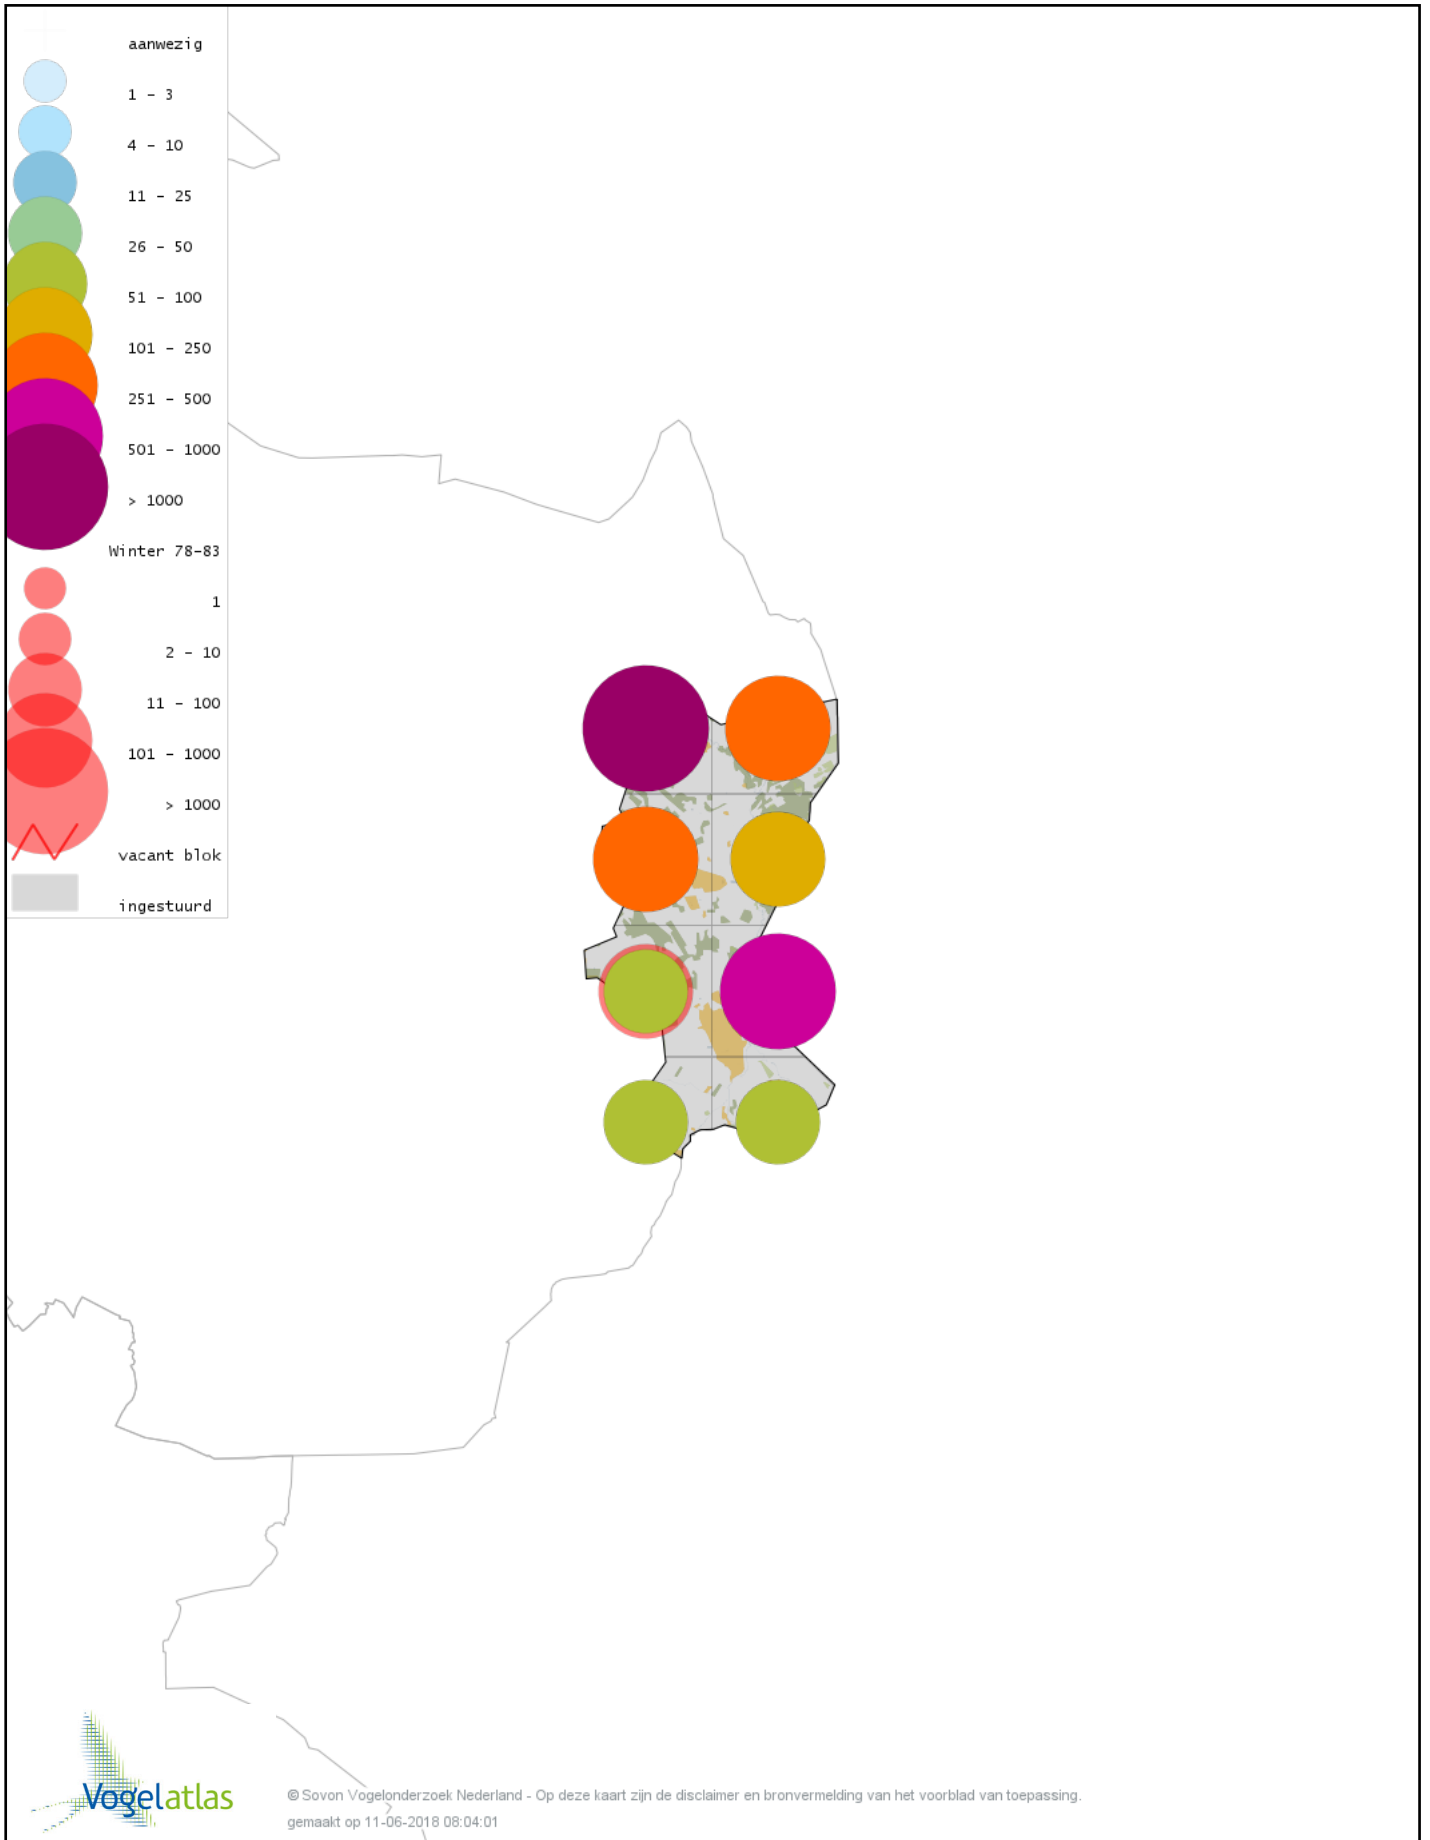 aanwezig
1 - 3
4 - 10
11 - 25
26 - 50
51 - 100
101 - 250
251 - 500
501 - 1000
> 1000
Winter 78-83
1
2 - 10
11 - 100
101 - 1000
> 1000
vacant blok
ingestuurd
Vogelatlas
© Sovon Vogelonderzoek Nederland - Op deze kaart zijn de disclaimer en bronvermelding van het voorblad van toepassing.
gemaakt op 11-06-2018 08:04:01